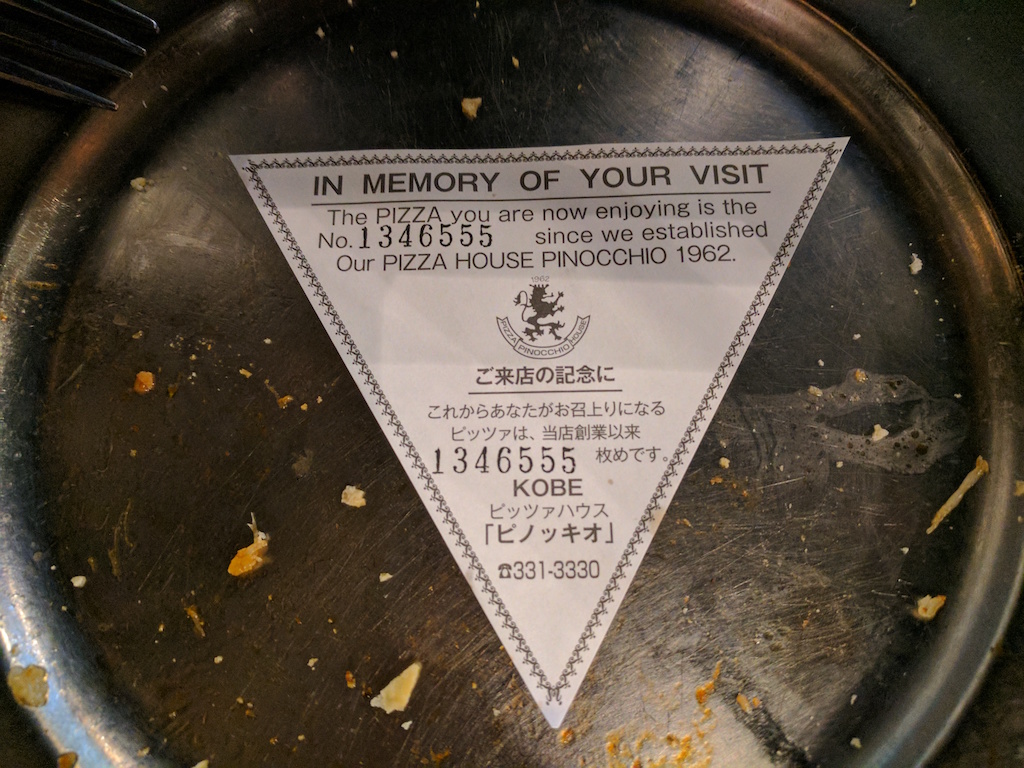 IN MEMORY OF YOUR VISIT
The PIZZA you are now enjoying is the
No.1346555 since we established
Our PIZZA HOUSE PINOCCHIO 1962.
1962
PIZZA PINOCCHIO HOUSE
ご来店の記念に
これからあなたがお召上りになる
ピッツァは、当店創業以来
1346555 枚めです。
KOBE
ピッツァハウス
「ピノッキオ」
☎331-3330